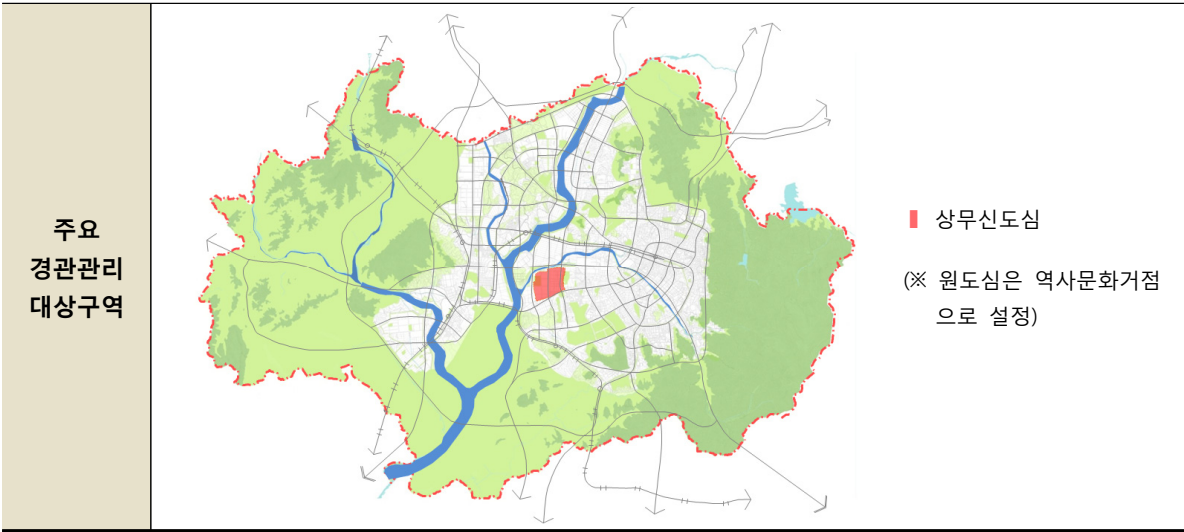 주요
경관관리
대상구역
상무신도심
(※ 원도심은 역사문화거점
으로 설정)